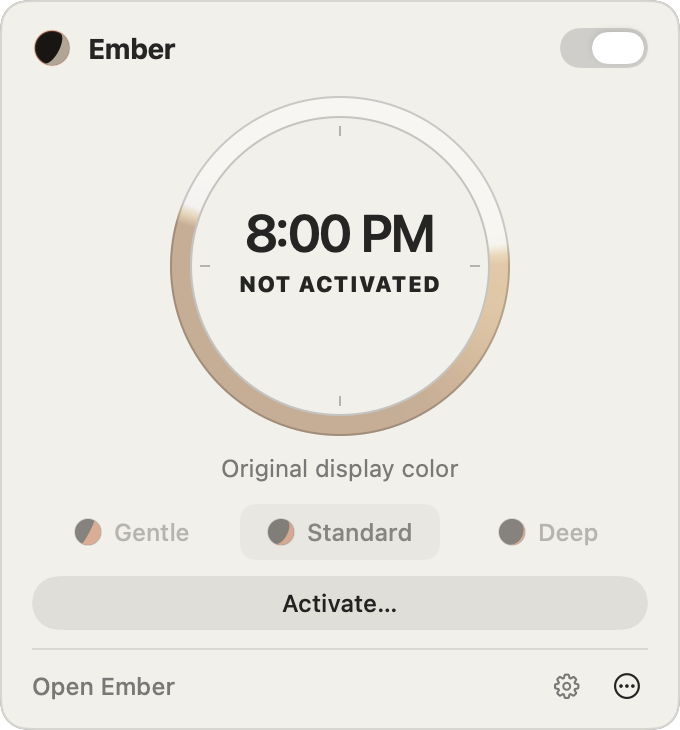 Ember
8:00 PM
NOT ACTIVATED
Original display color
Gentle
Standard
Deep
Activate...
Open Ember